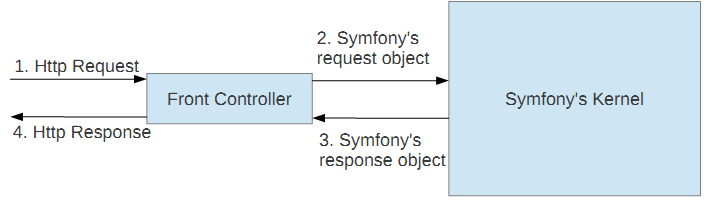 1. Http Request
Front Controller
4. Http Response
2. Symfony's
request object
3. Symfony's
response object
Symfony's Kernel